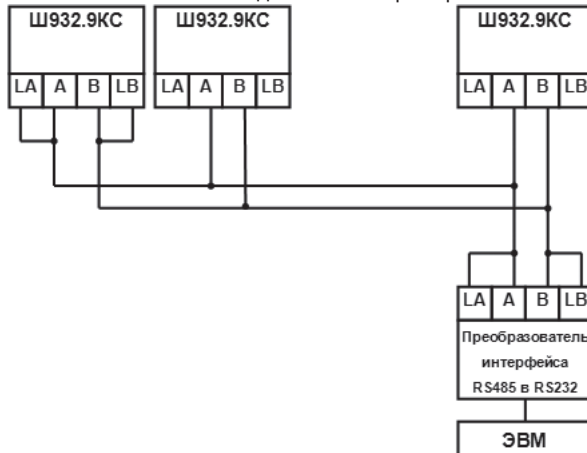 Ш932.9КС Ш932.9КС Ш932.9КС
LA A B LB LA A B LB LA A B LB
LA A B LB
Преобразователь
интерфейса
RS485 в RS232
ЭВМ